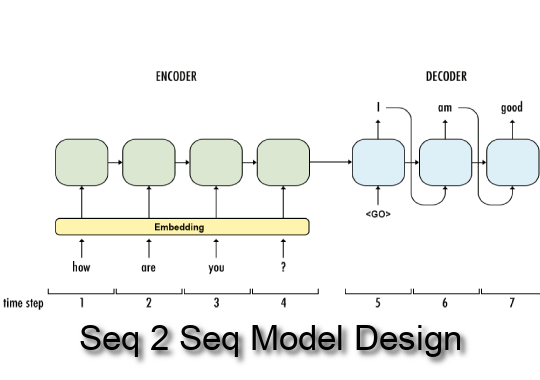 ENCODER DECODER
I am good
<GO>
Embedding
how are you ?
time step 1 2 3 4 5 6 7
Seq 2 Seq Model Design